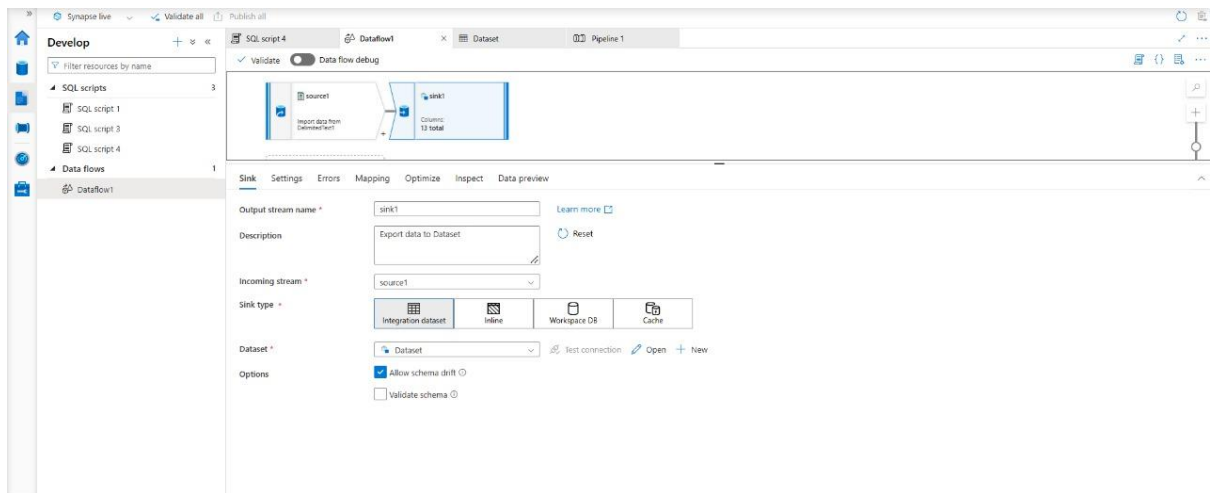 Synapse live
Validate all
Publish all
Develop
Filter resources by name
SQL scripts 3
SQL script 1
SQL script 3
SQL script 4
Data flows 1
Dataflow1
SQL script 4
Dataflow1
Dataset
Pipeline 1
Validate
Data flow debug
source1
Import data from
DelimitedText1
sink1
Columns:
13 total
Sink Settings Errors Mapping Optimize Inspect Data preview
Output stream name * sink1 Learn more
Description Export data to Dataset Reset
Incoming stream * source1
Sink type *
Integration dataset Inline Workspace DB Cache
Dataset * Dataset Test connection Open New
Options Allow schema drift
Validate schema